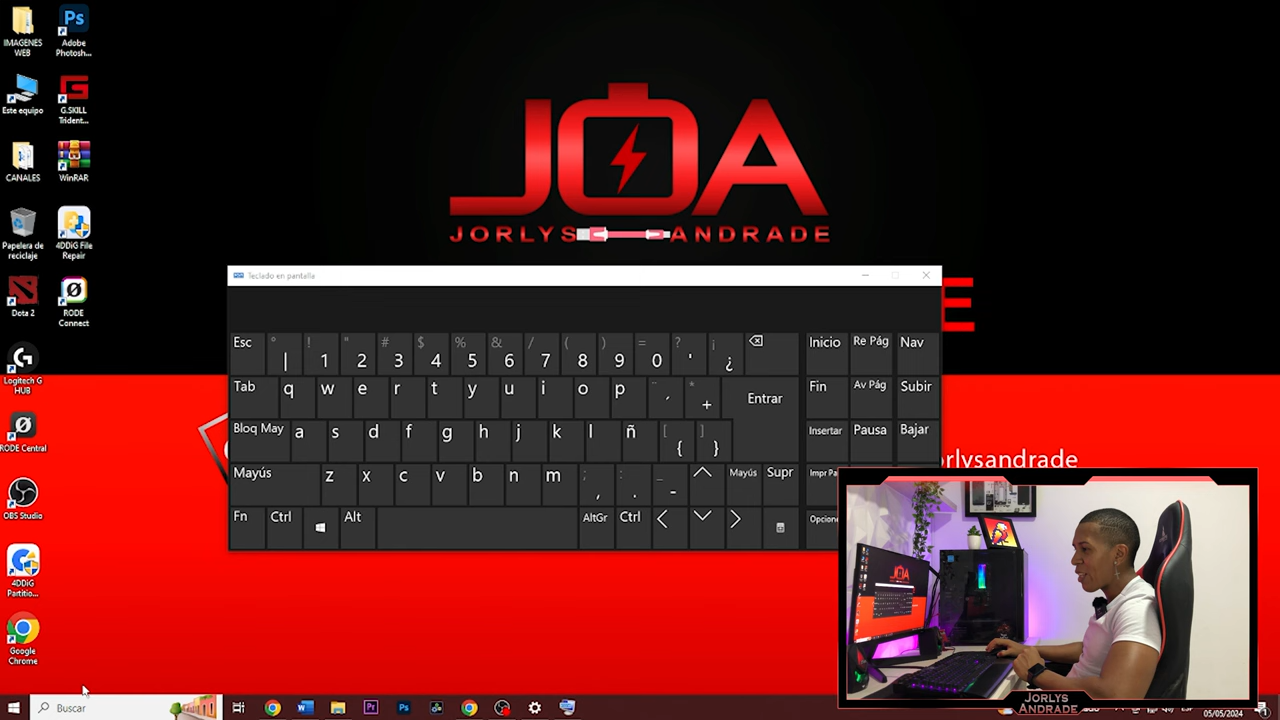 IMAGENES WEB
Adobe Photosh...
Este equipo
G.SKILL Trident...
CANALES
WinRAR
Papelera de reciclaje
4DDiG File Repair
Dota 2
RODE Connect
Logitech G HUB
RODE Central
OBS Studio
4DDiG Partitio...
Google Chrome
JOA
JORLYS ANDRADE
Teclado en pantalla
Esc ° | ! 1 " 2 # 3 $ 4 % 5 & 6 / 7 ( 8 ) 9 = 0 ? ' ¡ ¿ Inicio Re Pág Nav
Tab q w e r t y u i o p ¨ ´ * + Entrar Fin Av Pág Subir
Bloq May a s d f g h j k l ñ [ { ] } Insertar Pausa Bajar
Mayús z x c v b n m ; , : . _ - Mayús Supr Impr Pa
Fn Ctrl Alt AltGr Ctrl Opcione
E
orlysandrade
JOA
JORLYS ANDRADE
Buscar
05/05/2024